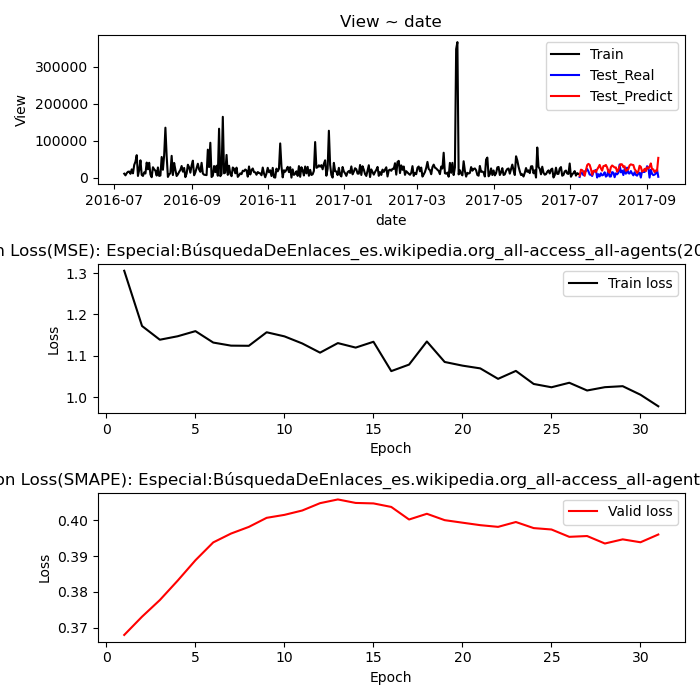 View ~ date
View
300000
200000
100000
0
Train
Test_Real
Test_Predict
2016-07 2016-09 2016-11 2017-01 2017-03 2017-05 2017-07 2017-09
date
n Loss(MSE): Especial:BúsquedaDeEnlaces_es.wikipedia.org_all-access_all-agents(20
Loss
1.3
1.2
1.1
1.0
Train loss
0 5 10 15 20 25 30
Epoch
on Loss(SMAPE): Especial:BúsquedaDeEnlaces_es.wikipedia.org_all-access_all-agent
Loss
0.40
0.39
0.38
0.37
Valid loss
0 5 10 15 20 25 30
Epoch